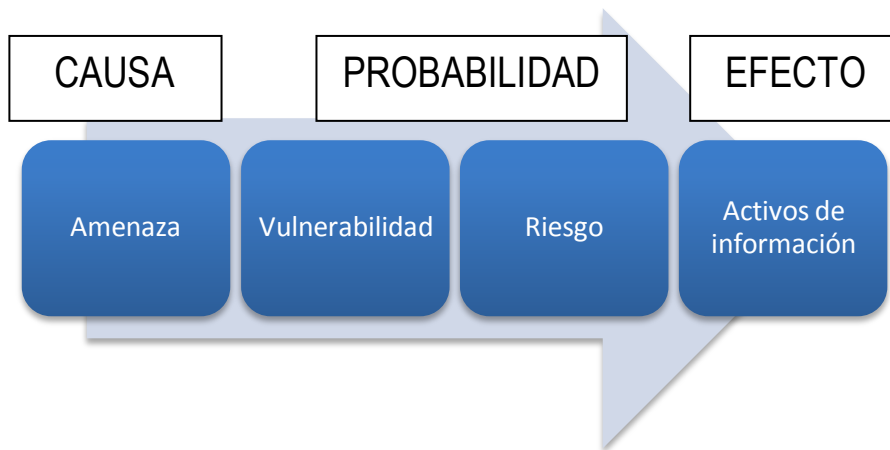 CAUSA
PROBABILIDAD
EFECTO
Amenaza
Vulnerabilidad
Riesgo
Activos de
información